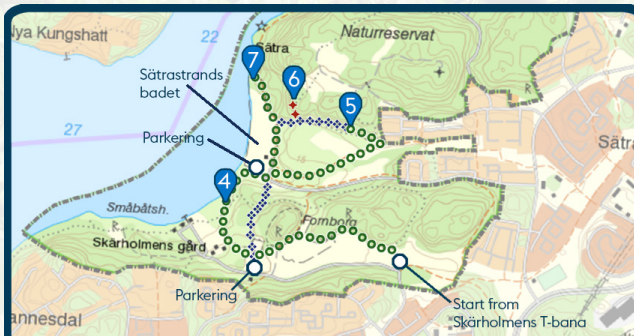 Nya Kungshatt
22
Sätra
Naturreservat
7
6
Sätrastrands
badet
5
27
Sätra
Parkering
15
4
Småbåtsh.
Fornborg
Skärholmens gård
Parkering
Start from
Skärholmens T-bana
annesdal